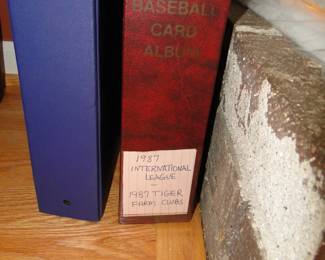 BASEBALL
CARD
ALBUM
1987
INTERNATIONAL
LEAGUE
—
1987 TIGER
FARM CLUBS